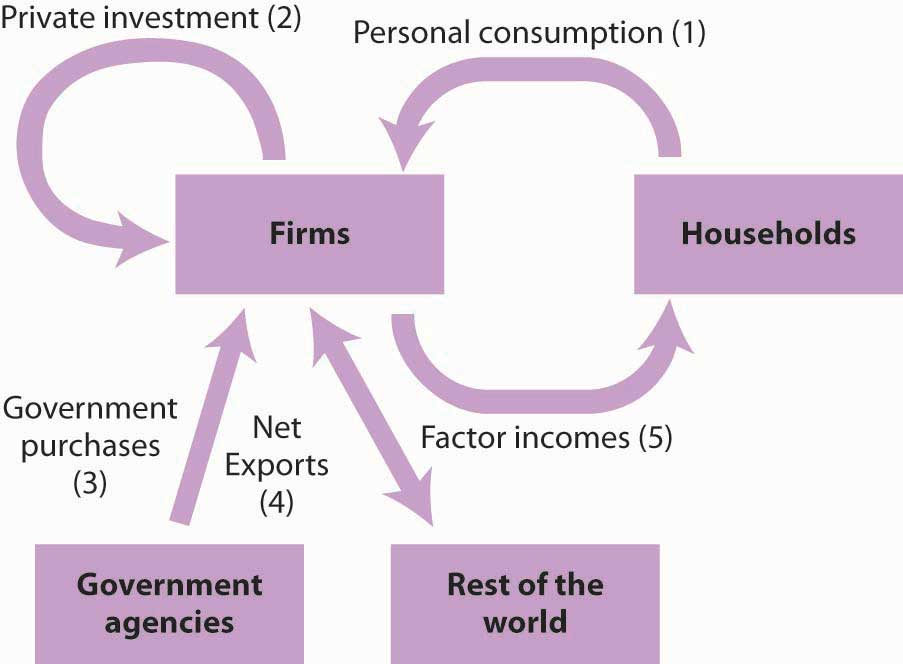 Private investment (2)
Personal consumption (1)
Firms
Households
Government
purchases
(3)
Net
Exports
(4)
Factor incomes (5)
Government
agencies
Rest of the
world